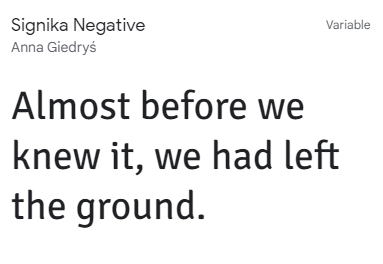 Signika Negative
Variable
Anna Giedryś
Almost before we
knew it, we had left
the ground.